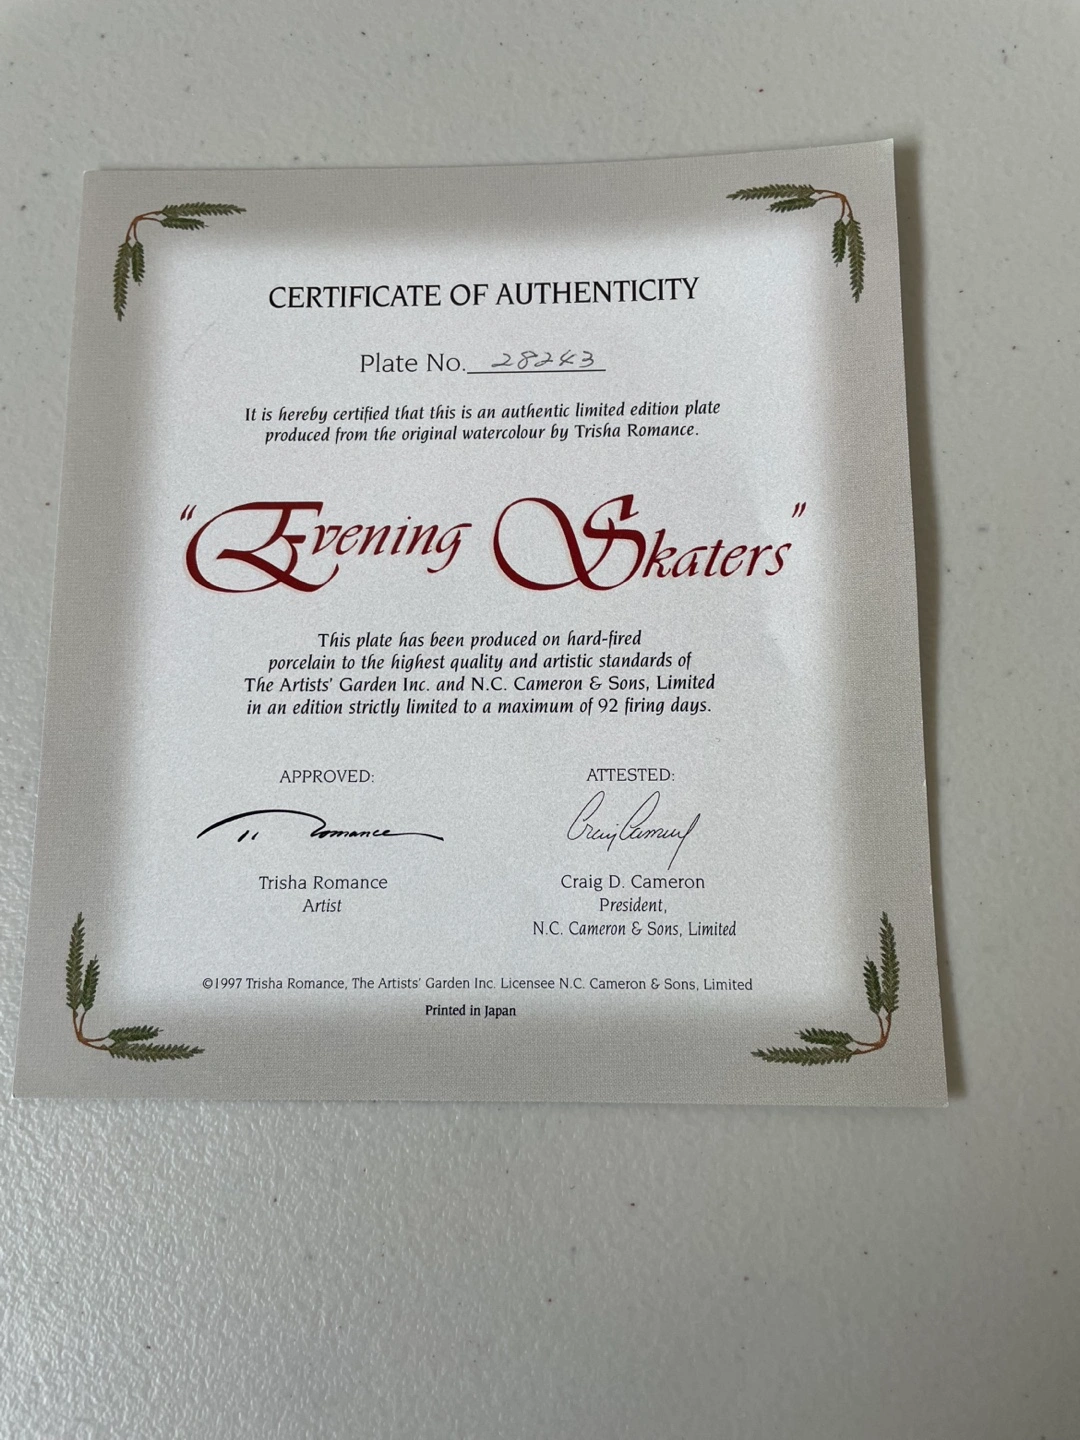 CERTIFICATE OF AUTHENTICITY
Plate No. 28243
It is hereby certified that this is an authentic limited edition plate
produced from the original watercolour by Trisha Romance.
"Evening Skaters"
This plate has been produced on hard-fired
porcelain to the highest quality and artistic standards of
The Artists' Garden Inc. and N.C. Cameron & Sons, Limited
in an edition strictly limited to a maximum of 92 firing days.
APPROVED: ATTESTED:
T Romance Craig Cameron
Trisha Romance Craig D. Cameron
Artist President,
N.C. Cameron & Sons, Limited
©1997 Trisha Romance, The Artists' Garden Inc. Licensee N.C. Cameron & Sons, Limited
Printed in Japan